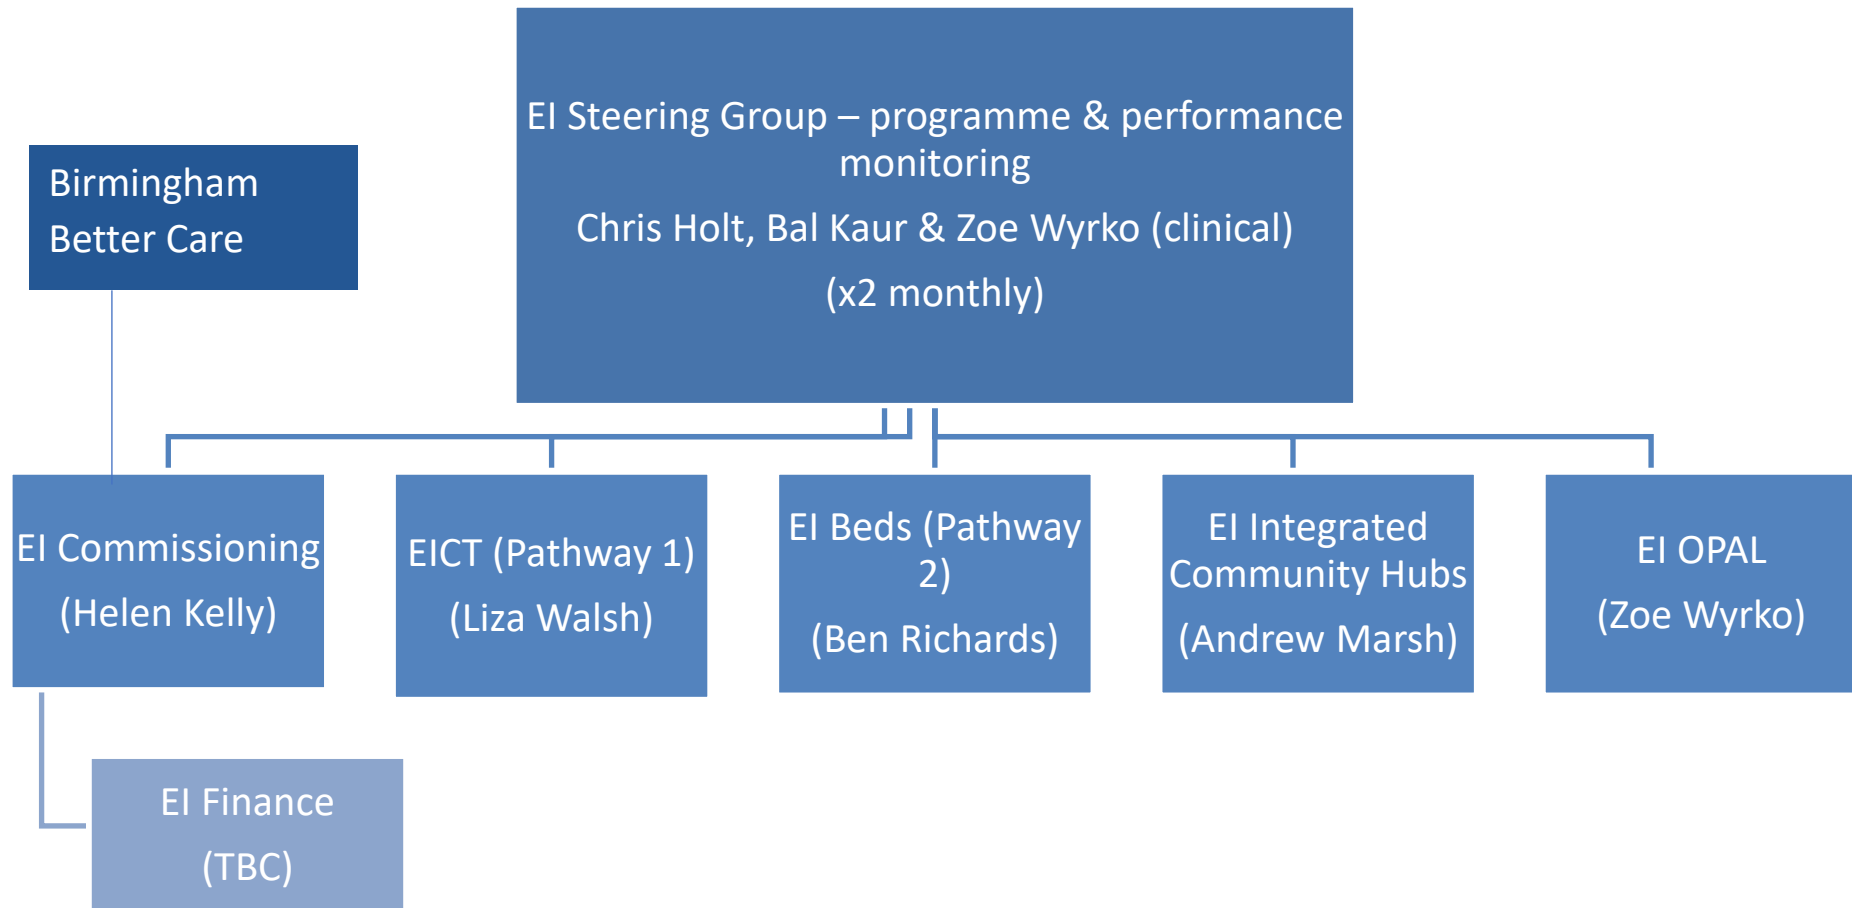 EI Steering Group – programme & performance
monitoring
Chris Holt, Bal Kaur & Zoe Wyrko (clinical)
(x2 monthly)
Birmingham
Better Care
EI Commissioning
(Helen Kelly)
EICT (Pathway 1)
(Liza Walsh)
EI Beds (Pathway
2)
(Ben Richards)
EI Integrated
Community Hubs
(Andrew Marsh)
EI OPAL
(Zoe Wyrko)
EI Finance
(TBC)